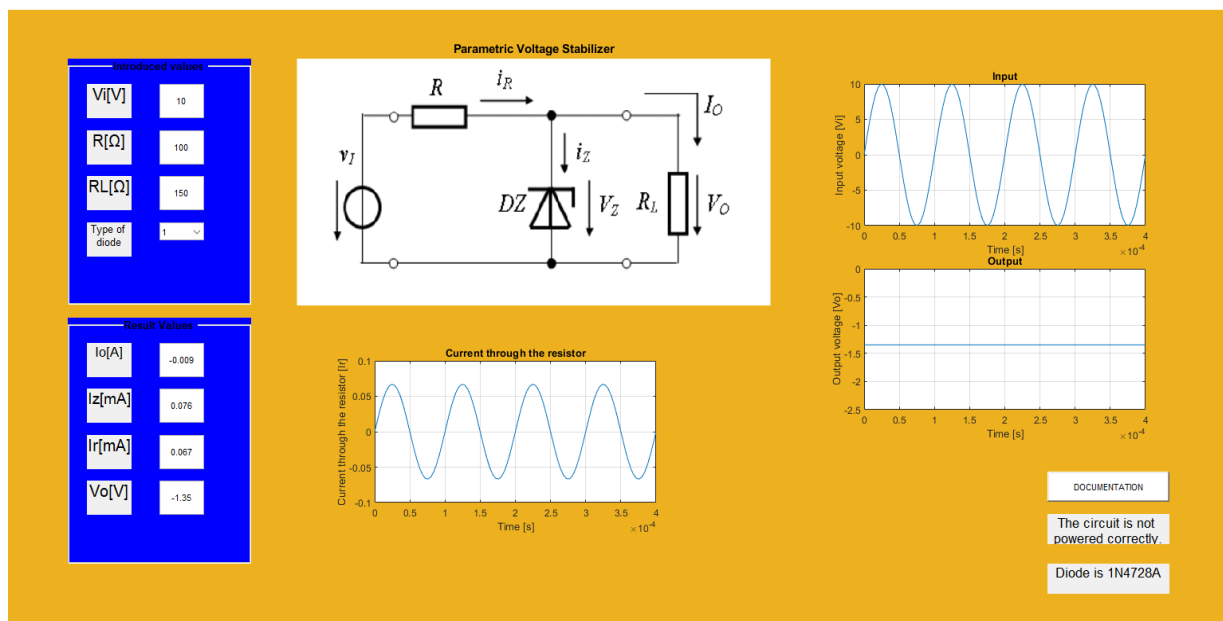 Parametric Voltage Stabilizer
Introduced values
Vi[V]
10
R[Ω]
100
RL[Ω]
150
Type of
diode
1
Result Values
Io[A]
-0.009
Iz[mA]
0.076
Ir[mA]
0.067
Vo[V]
-1.35
R
iR
IO
vI
iZ
DZ
VZ
RL
VO
Current through the resistor
Current through the resistor [Ir]
0.1
0.05
0
-0.05
-0.1
0 0.5 1 1.5 2 2.5 3 3.5 4
Time [s]
×10-4
Input
Input voltage [Vi]
10
5
0
-5
-10
0 0.5 1 1.5 2 2.5 3 3.5 4
Time [s]
×10-4
Output
Output voltage [Vo]
0
-0.5
-1
-1.5
-2
-2.5
0 0.5 1 1.5 2 2.5 3 3.5 4
Time [s]
×10-4
DOCUMENTATION
The circuit is not
powered correctly.
Diode is 1N4728A